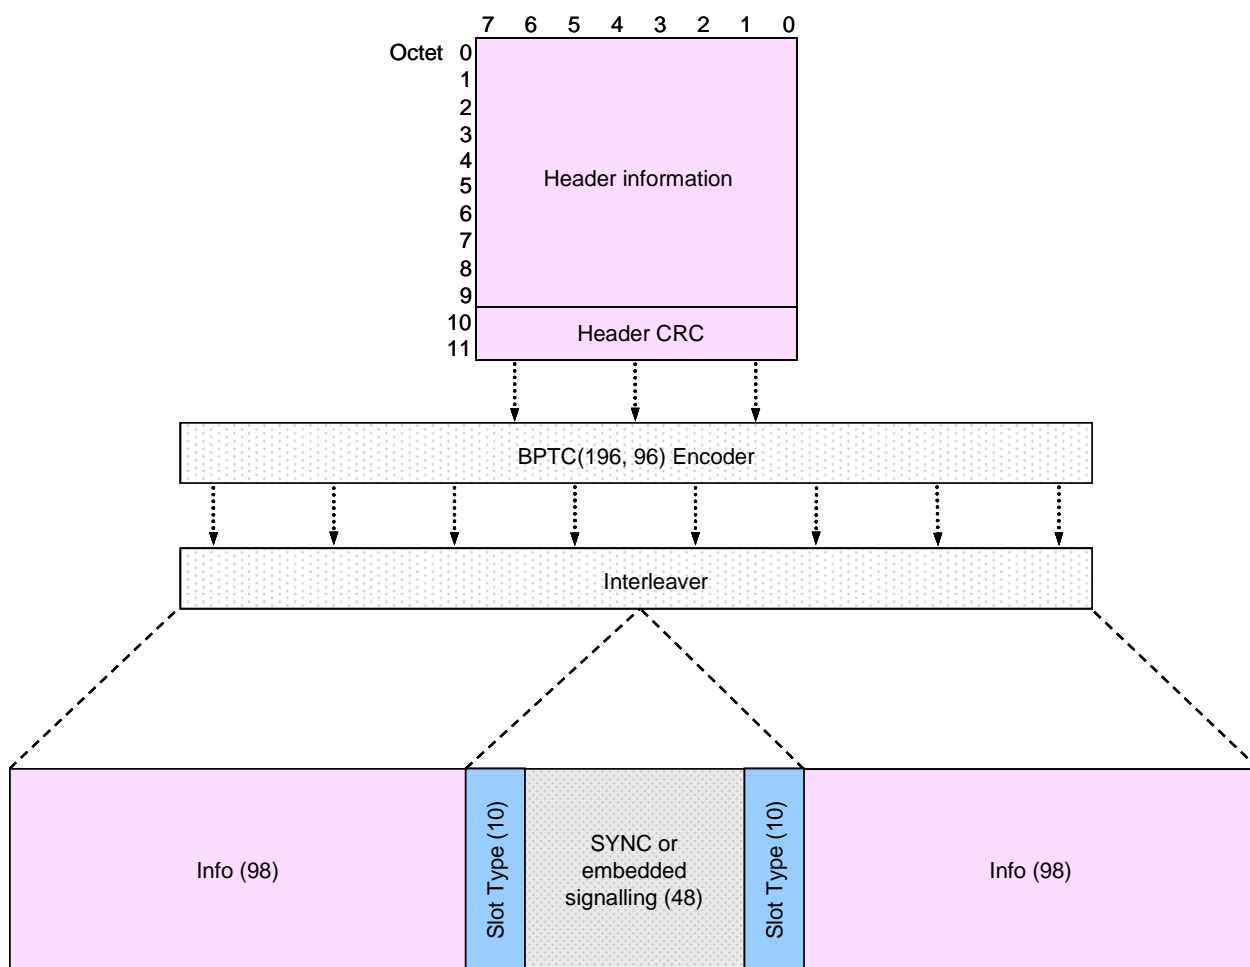 7 6 5 4 3 2 1 0
Octet 0
1
2
3
4
5
6
7
8
9
10
11
Header information
Header CRC
BPTC(196, 96) Encoder
Interleaver
Info (98)
Slot Type (10)
SYNC or
embedded
signalling (48)
Slot Type (10)
Info (98)